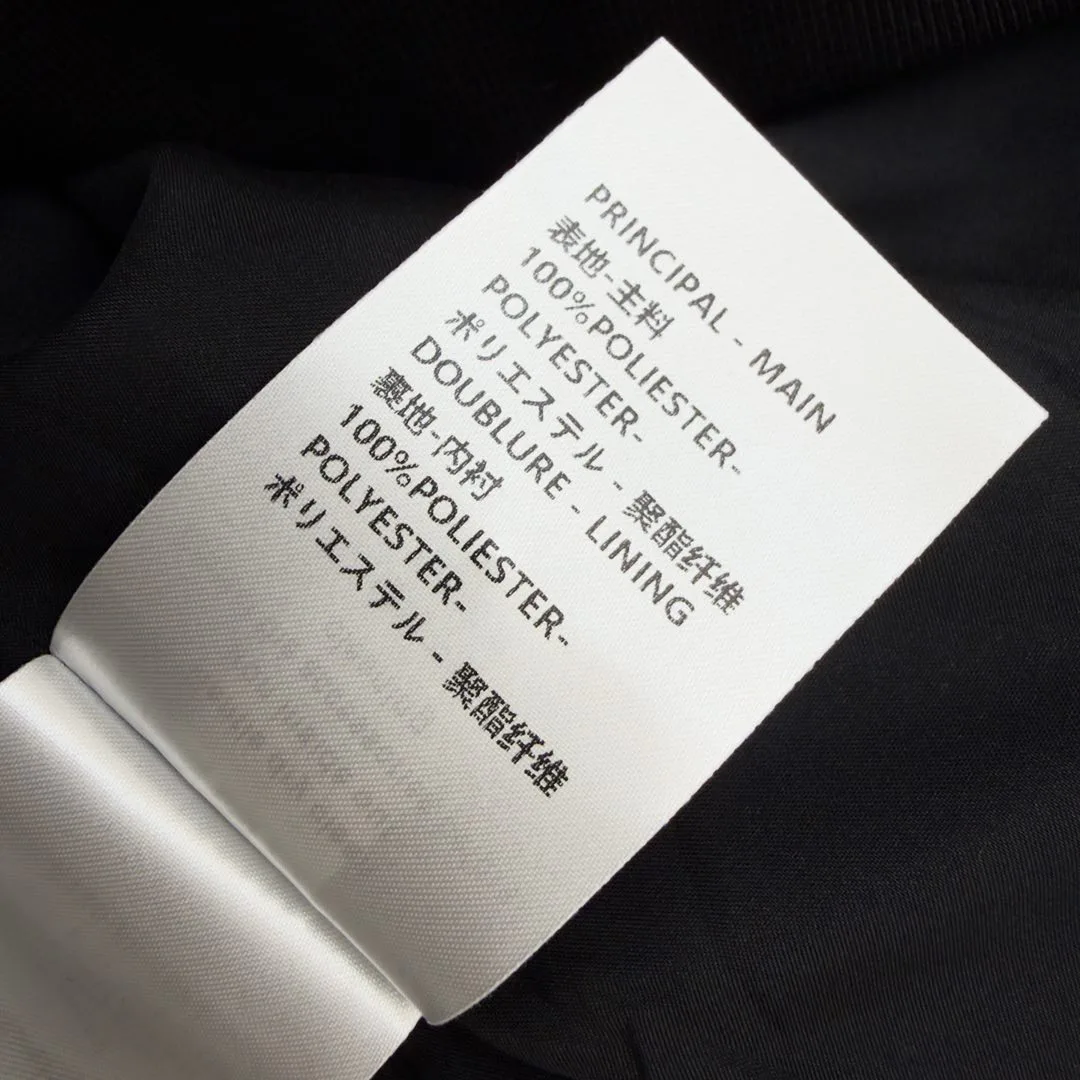 PRINCIPAL - MAIN
表地-主料
100%POLIESTER-
POLYESTER-
ポリエステル - 聚酯纤维
DOUBLURE - LINING
裏地-内衬
100%POLIESTER-
POLYESTER-
ポリエステル - 聚酯纤维